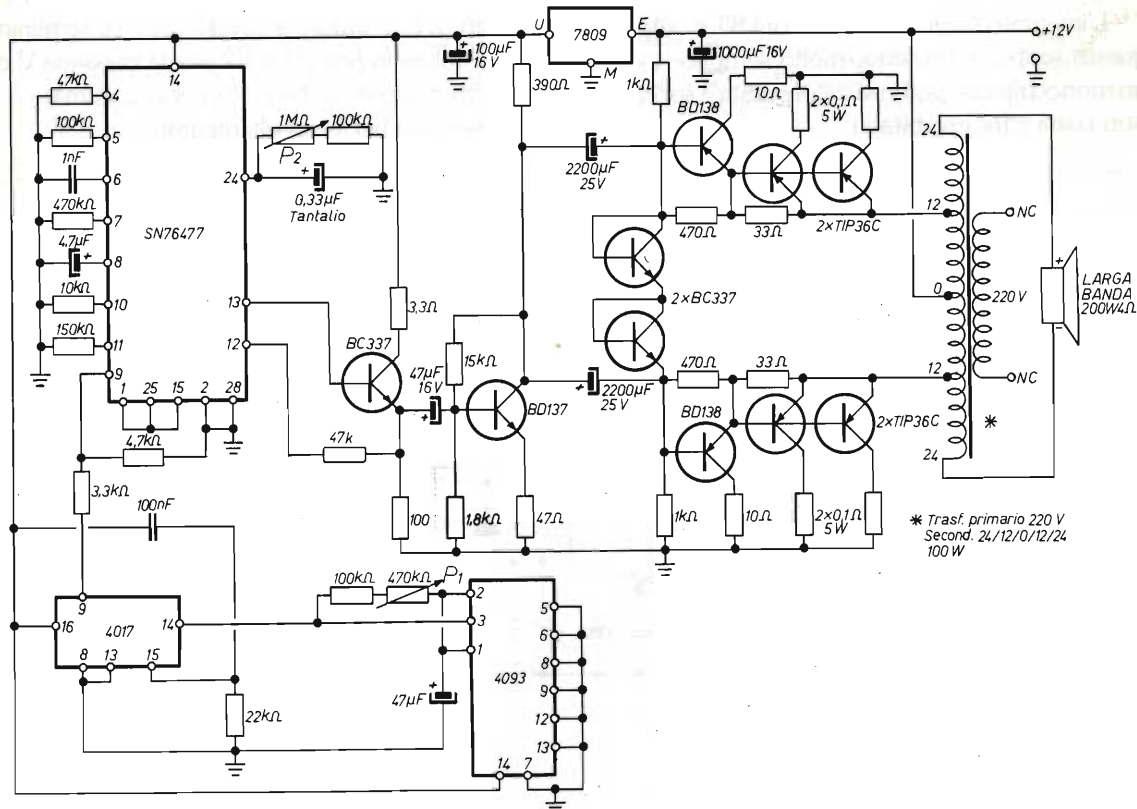 U
7809
E
M
+12V
100µF
16 V
390Ω
1kΩ
1000µF 16V
10Ω
2×0,1Ω
5W
BD138
14
47kΩ
4
100kΩ
5
1nF
6
470kΩ
7
4,7µF
+
8
10kΩ
10
150kΩ
11
9
SN76477
1MΩ
100kΩ
P2
24
+
0,33µF
Tantalio
13
12
1
25
15
2
28
2200µF
25V
470Ω
33Ω
2×TIP36C
2×BC337
3,3Ω
BC337
47µF
16V
15kΩ
BD137
2200µF
25V
470Ω
33Ω
BD138
2×TIP36C
24
12
0
12
24
220V
NC
NC
+
-
LARGA
BANDA
200W4Ω
*
4,7kΩ
47k
3,3kΩ
100nF
100
1,8kΩ
47Ω
1kΩ
10Ω
2×0,1Ω
5W
* Trasf. primario 220 V
Second. 24/12/0/12/24
100 W
100kΩ
470kΩ
P1
9
16
4017
14
8
13
15
22kΩ
47µF
+
2
3
1
4093
5
6
8
9
12
13
14
7